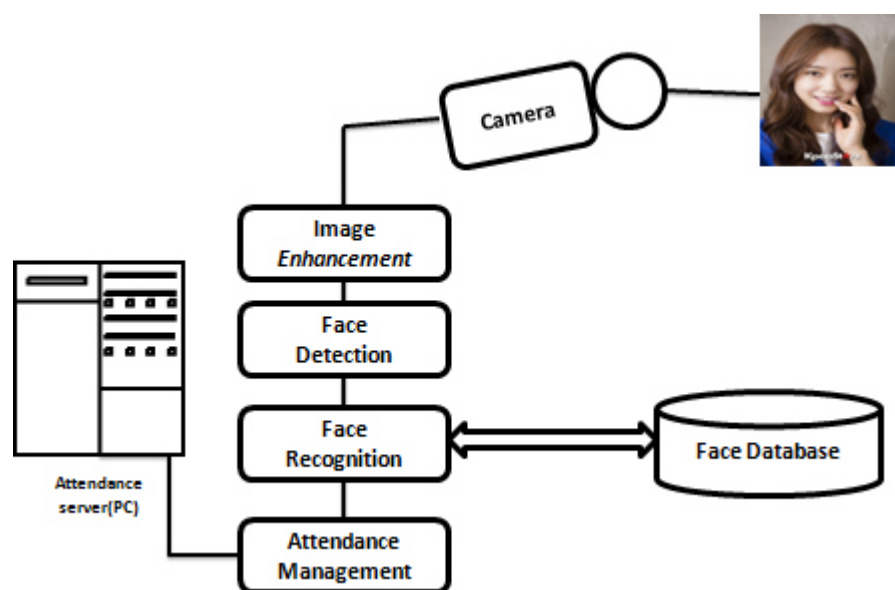 Camera
Image
Enhancement
Face
Detection
Face
Recognition
Face Database
Attendance
server(PC)
Attendance
Management